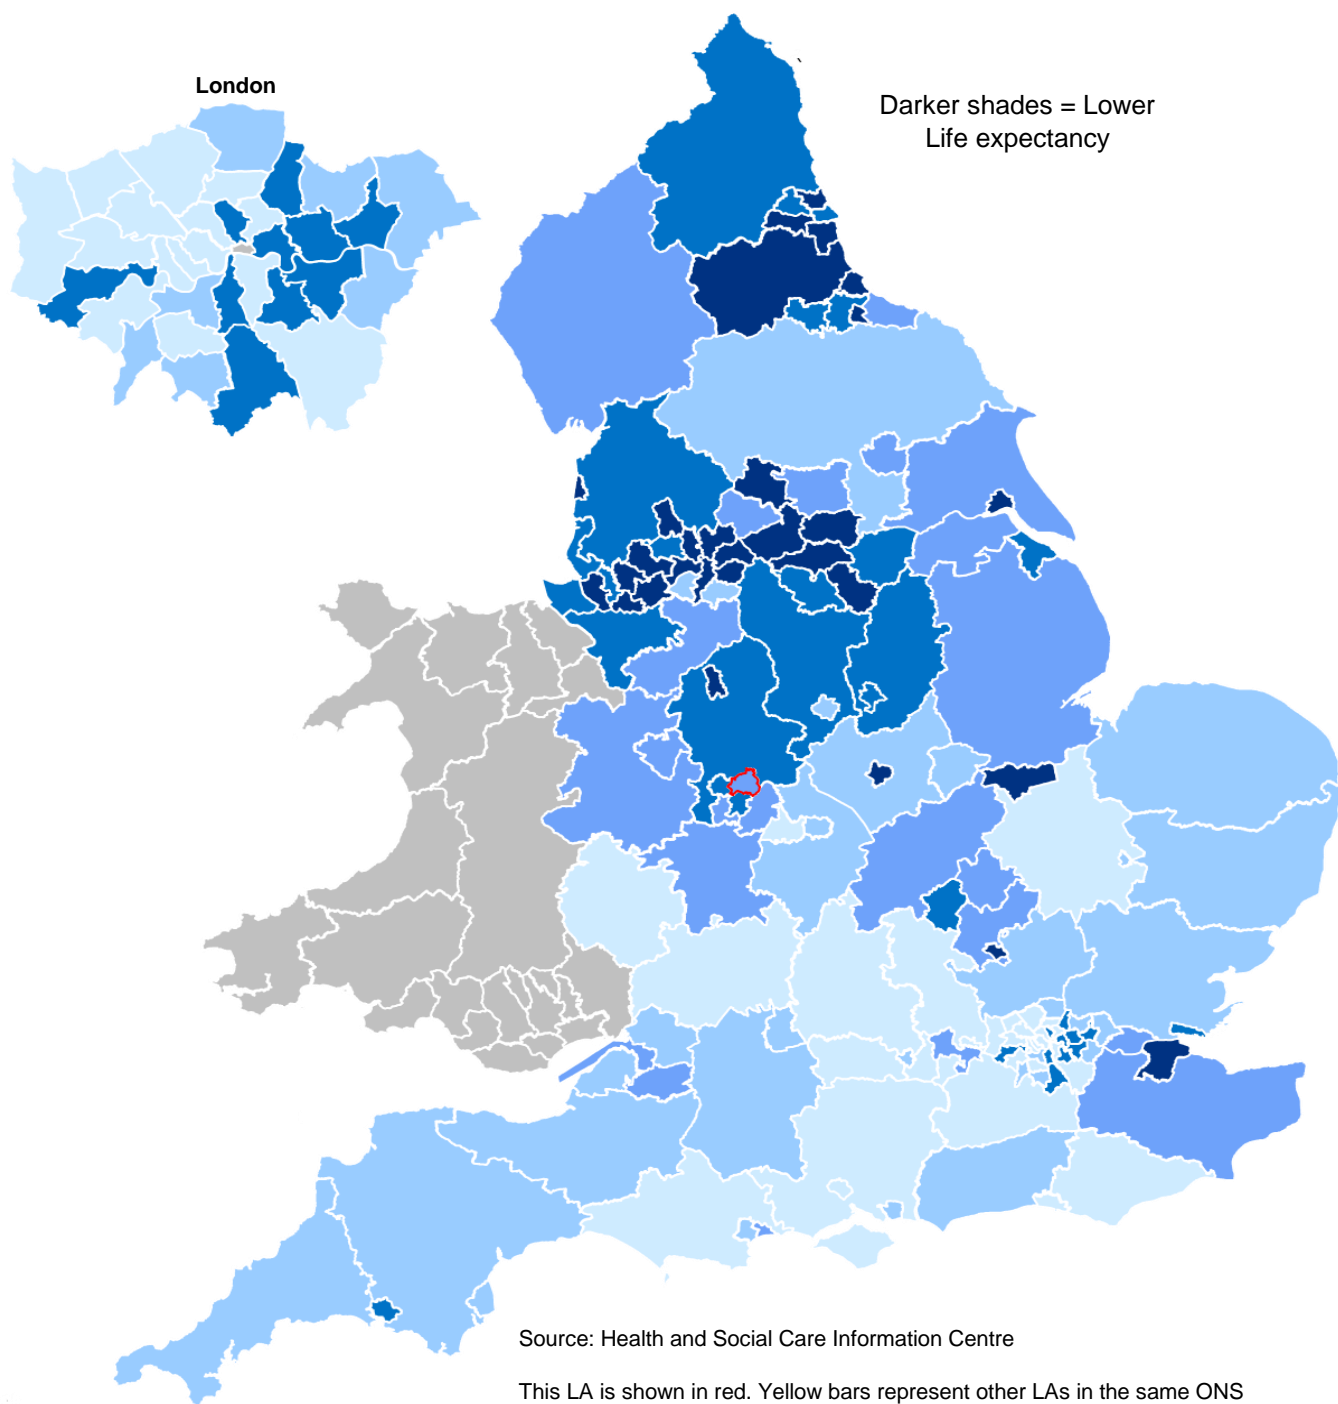 London
Darker shades = Lower
Life expectancy
Source: Health and Social Care Information Centre
This LA is shown in red. Yellow bars represent other LAs in the same ONS